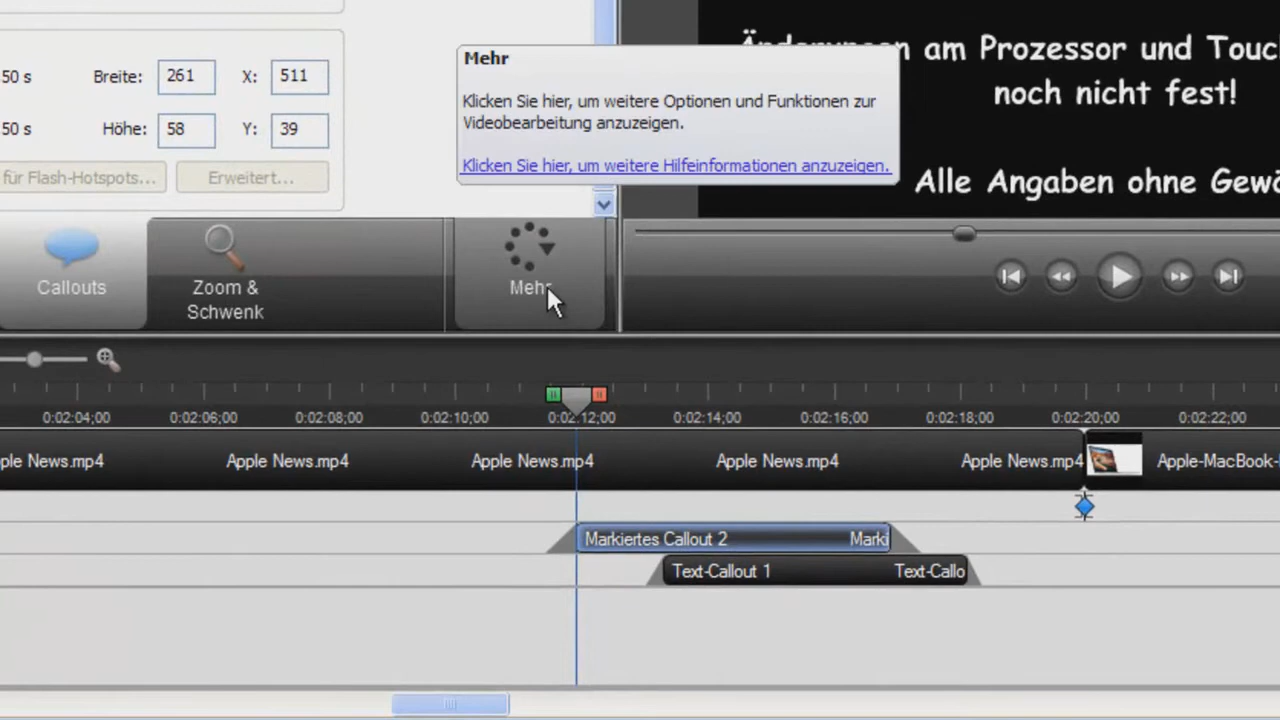 50 s Breite: 261 X: 511
50 s Höhe: 58 Y: 39
für Flash-Hotspots... Erweitert...
Mehr
Klicken Sie hier, um weitere Optionen und Funktionen zur
Videobearbeitung anzuzeigen.
Klicken Sie hier, um weitere Hilfeinformationen anzuzeigen.
am Prozessor und Touc
noch nicht fest!
Alle Angaben ohne Gew
Callouts
Zoom &
Schwenk
Mehr
0:02:04;00 0:02:06;00 0:02:08;00 0:02:10;00 0:02:12;00 0:02:14;00 0:02:16;00 0:02:18;00 0:02:20;00 0:02:22;00
ple News.mp4 Apple News.mp4 Apple News.mp4 Apple News.mp4 Apple News.mp4 Apple-MacBook-
Markiertes Callout 2 Marki
Text-Callout 1 Text-Callo